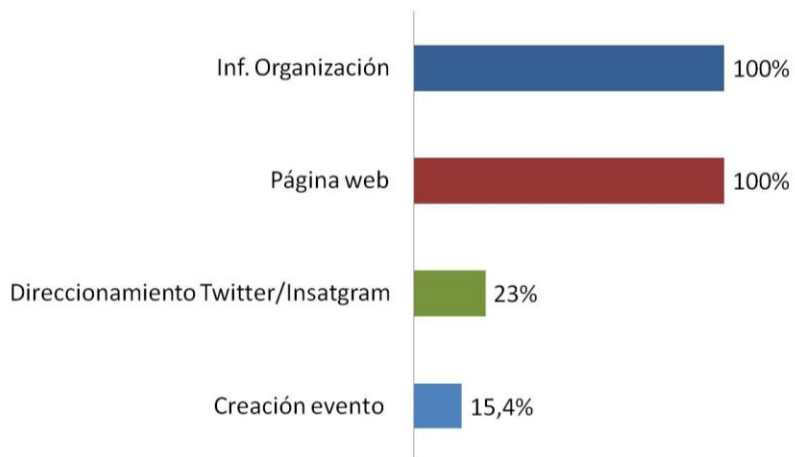 Inf. Organización 100%
Página web 100%
Direccionamiento Twitter/Insatgram 23%
Creación evento 15,4%